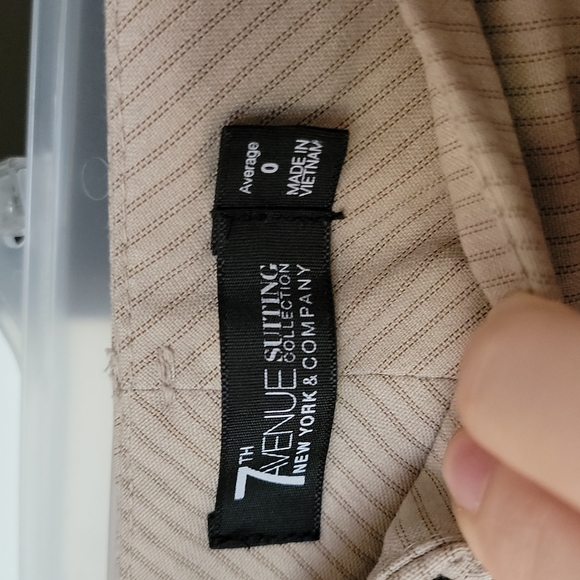 7TH
AVENUE SUITING
COLLECTION
NEW YORK & COMPANY
Average
0
MADE IN
VIETNAM